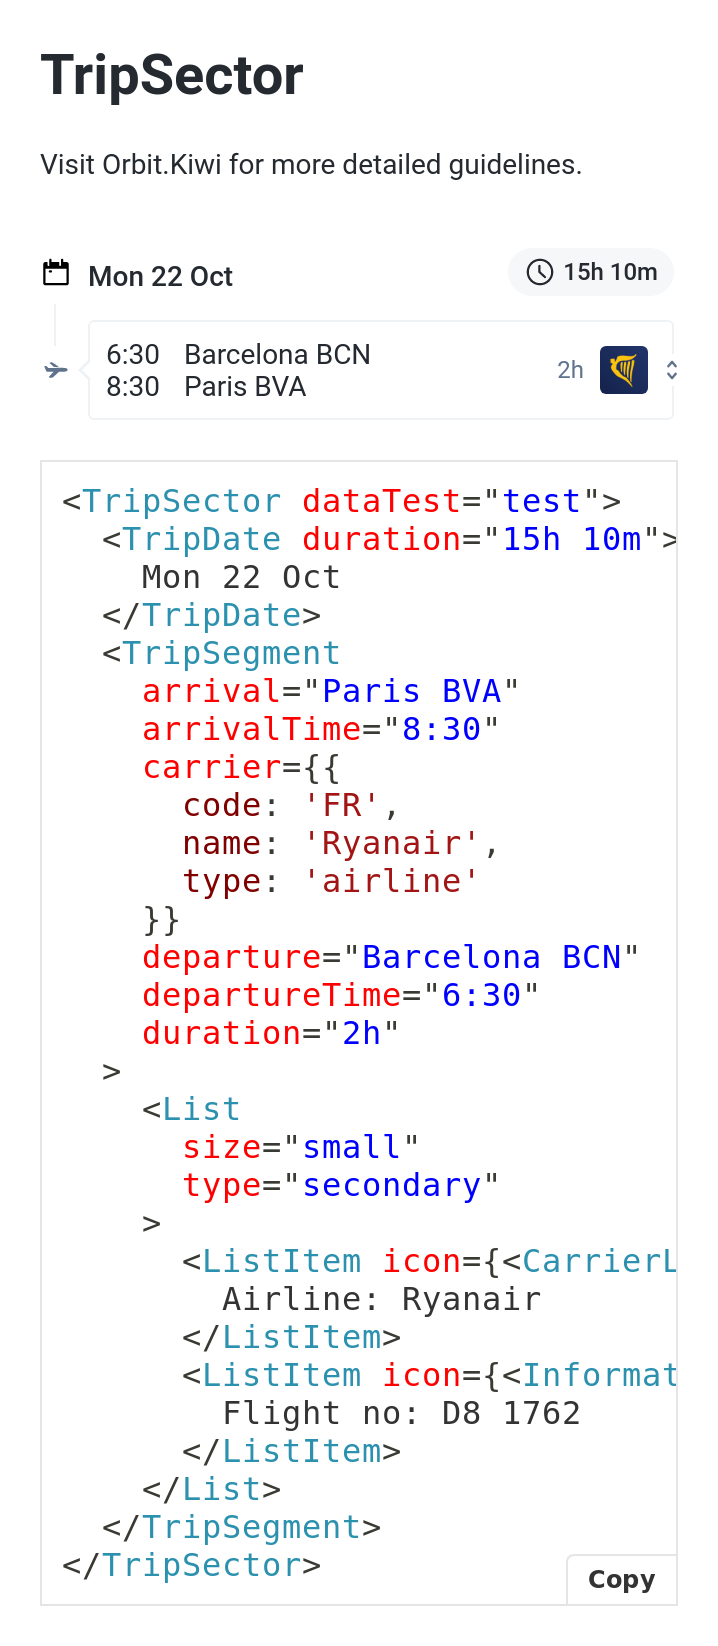 TripSector
Visit Orbit.Kiwi for more detailed guidelines.
Mon 22 Oct
15h 10m
6:30 Barcelona BCN
8:30 Paris BVA
2h
<TripSector dataTest="test">
  <TripDate duration="15h 10m">
    Mon 22 Oct
  </TripDate>
  <TripSegment
    arrival="Paris BVA"
    arrivalTime="8:30"
    carrier={{
      code: 'FR',
      name: 'Ryanair',
      type: 'airline'
    }}
    departure="Barcelona BCN"
    departureTime="6:30"
    duration="2h"
  >
    <List
      size="small"
      type="secondary"
    >
      <ListItem icon={<CarrierL
        Airline: Ryanair
      </ListItem>
      <ListItem icon={<Informat
        Flight no: D8 1762
      </ListItem>
    </List>
  </TripSegment>
</TripSector>
Copy